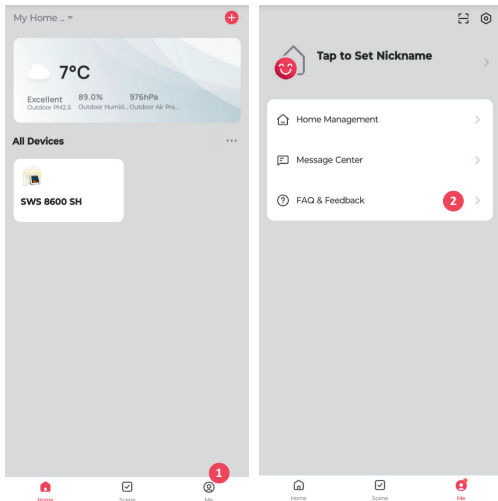 My Home ..
7°C
Excellent
Outdoor PM2.5
89.0%
Outdoor Humid...
976hPa
Outdoor Air Pre...
All Devices
SWS 8600 SH
1
Home
Scene
Me
Tap to Set Nickname
Home Management
Message Center
FAQ & Feedback
2
Home
Scene
Me